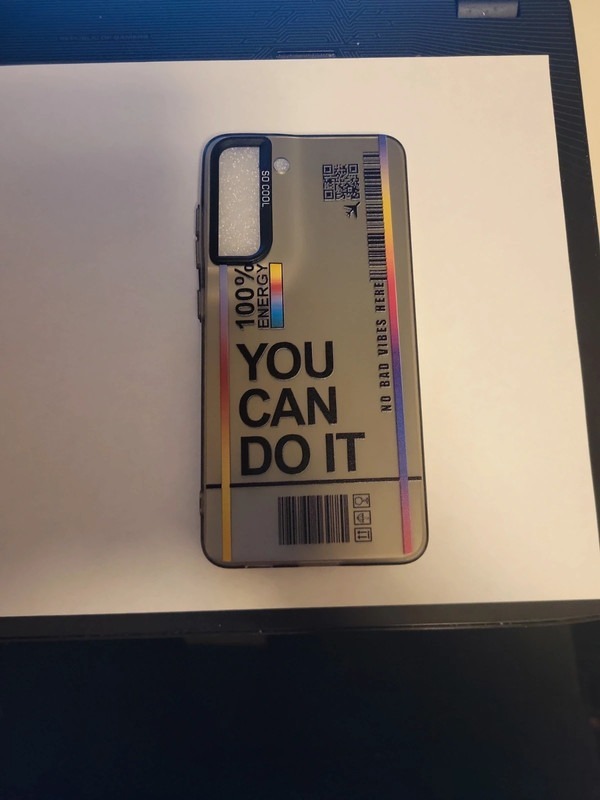 SO COOL
100%
ENERGY
NO BAD VIBES HERE
YOU
CAN
DO IT